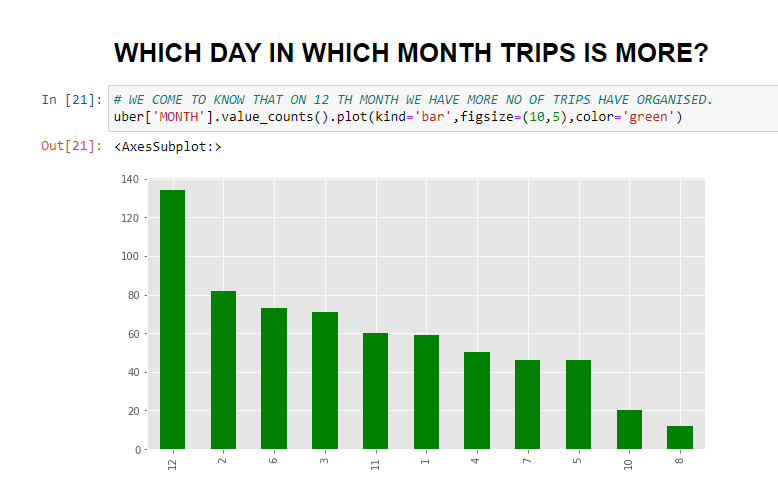 WHICH DAY IN WHICH MONTH TRIPS IS MORE?
In [21]: # WE COME TO KNOW THAT ON 12 TH MONTH WE HAVE MORE NO OF TRIPS HAVE ORGANISED.
uber['MONTH'].value_counts().plot(kind='bar',figsize=(10,5),color='green')
Out[21]: <AxesSubplot:>
140
120
100
80
60
40
20
0
12 2 6 3 11 1 4 7 5 10 8